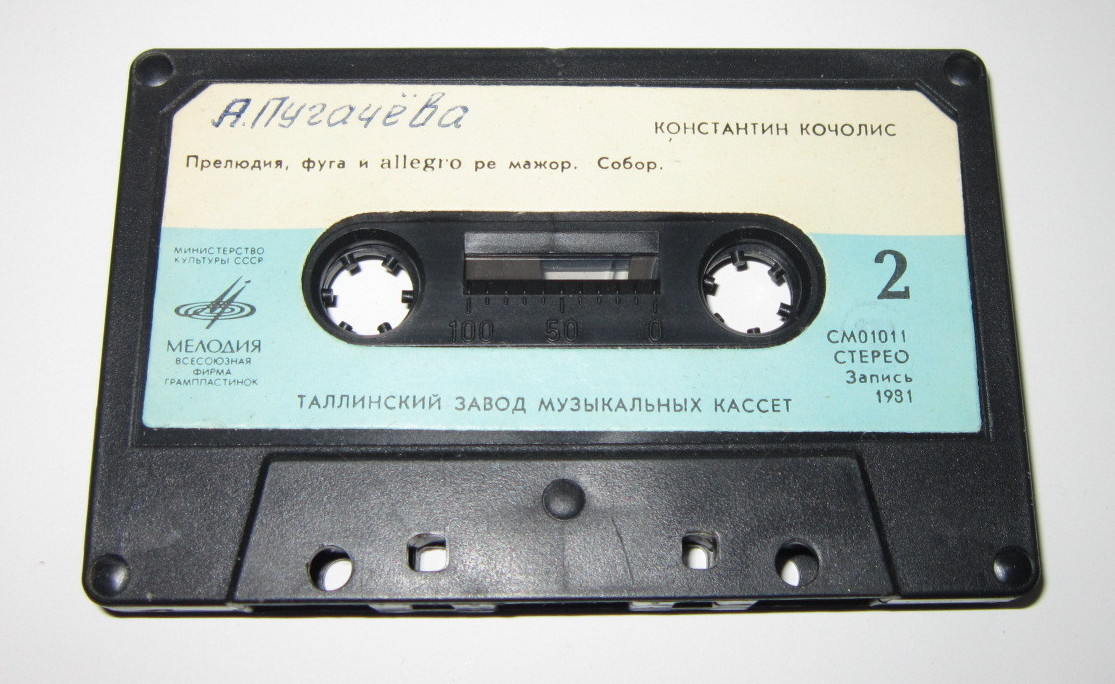 А.Пугачёва
КОНСТАНТИН КОЧОЛИС
Прелюдия, фуга и allegro ре мажор. Собор.
МИНИСТЕРСТВО
КУЛЬТУРЫ СССР
МЕЛОДИЯ
ВСЕСОЮЗНАЯ
ФИРМА
ГРАМПЛАСТИНОК
2
СМ01011
СТЕРЕО
Запись
1981
100 50 0
ТАЛЛИНСКИЙ ЗАВОД МУЗЫКАЛЬНЫХ КАССЕТ